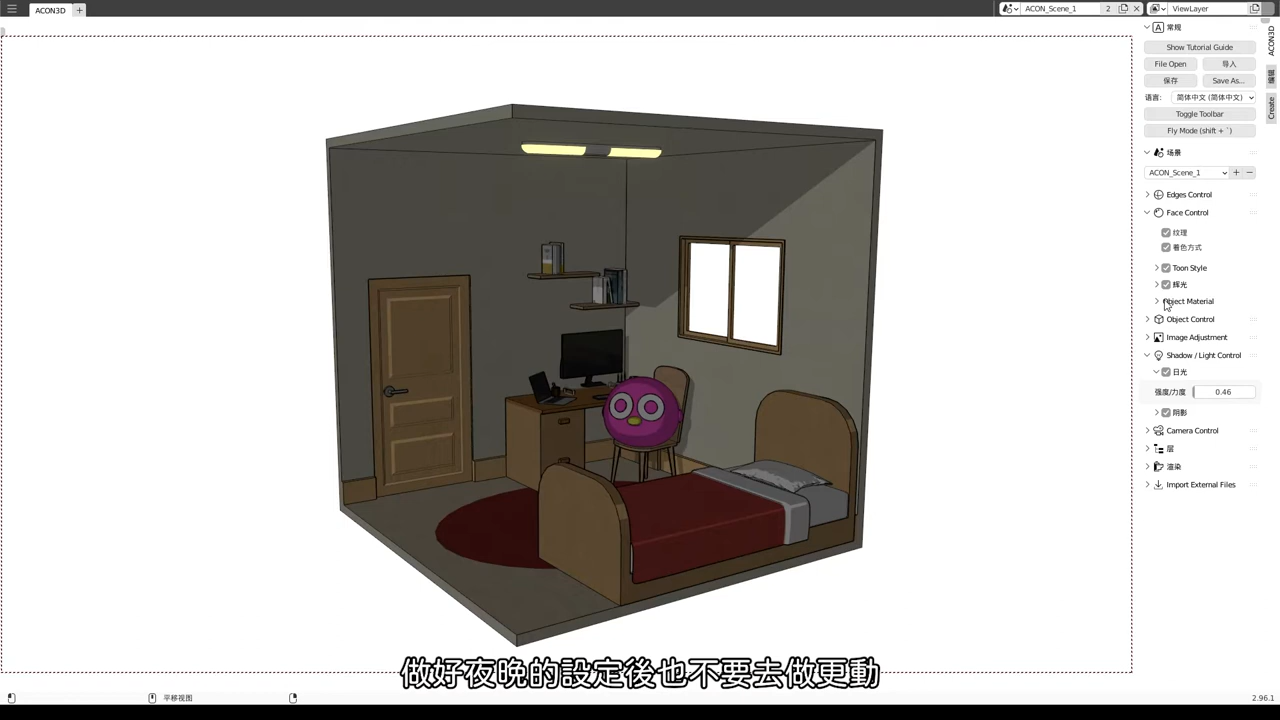 ACON3D
+
ACON_Scene_1
2
ViewLayer
常规
Show Tutorial Guide
File Open
导入
保存
Save As...
语言:
简体中文 (简体中文)
Toggle Toolbar
Fly Mode (shift + `)
场景
ACON_Scene_1
Edges Control
Face Control
纹理
着色方式
Toon Style
辉光
Object Material
Object Control
Image Adjustment
Shadow / Light Control
日光
强度/力度
0.46
阴影
Camera Control
层
渲染
Import External Files
ACON3D
编辑
Create
做好夜晚的設定後也不要去做更動
平移视图
2.96.1